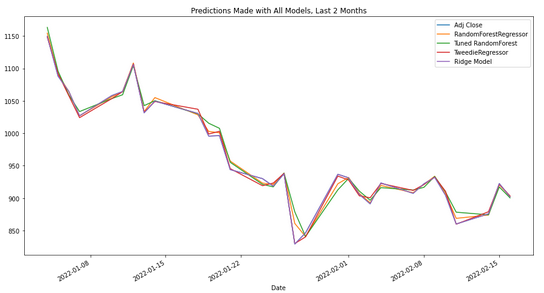 Predictions Made with All Models, Last 2 Months
Adj Close
RandomForestRegressor
Tuned RandomForest
TweedieRegressor
Ridge Model
1150
1100
1050
1000
950
900
850
2022-01-08
2022-01-15
2022-01-22
2022-02-01
2022-02-08
2022-02-15
Date